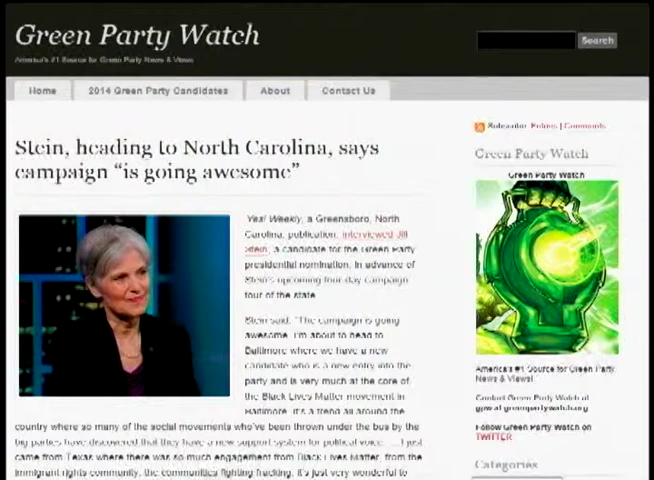 Green Party Watch
America's #1 Source for Green Party News & Views
Search
Home
2014 Green Party Candidates
About
Contact Us
Stein, heading to North Carolina, says
campaign “is going awesome”
Yes! Weekly, a Greensboro, North
Carolina, publication, interviewed Jill
Stein, a candidate for the Green Party
presidential nomination, in advance of
Stein's upcoming four-day campaign
tour of the state.
Stein said, "The campaign is going
awesome. I'm about to head to
Baltimore where we have a new
candidate who is a new entry into the
party and is very much at the core of
the Black Lives Matter movement in
Baltimore. It's a trend all around the
country where so many of the social movements who've been thrown under the bus by the
big parties have discovered that they have a new support system for political voice. ... I just
came from Texas where there was so much engagement from Black Lives Matter, from the
immigrant rights community, the communities fighting fracking. It's just very wonderful to
Subscribe: Entries | Comments
Green Party Watch
Green Party Watch
America's #1 Source for Green Party
News & Views!
Contact Green Party Watch at
gpw at greenpartywatch.org
Follow Green Party Watch on
TWITTER
Categories